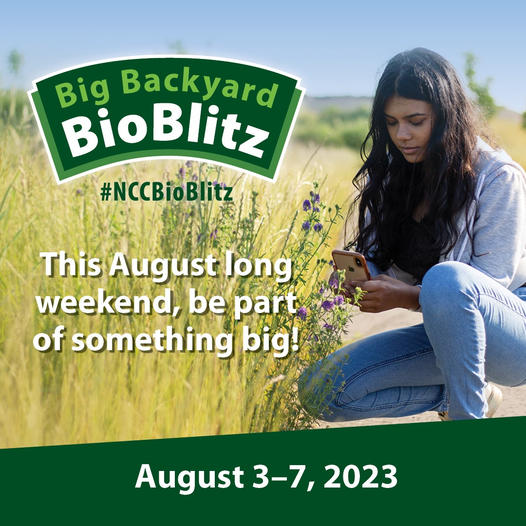 Big Backyard
BioBlitz
#NCCBioBlitz
This August long
weekend, be part
of something big!
August 3–7, 2023